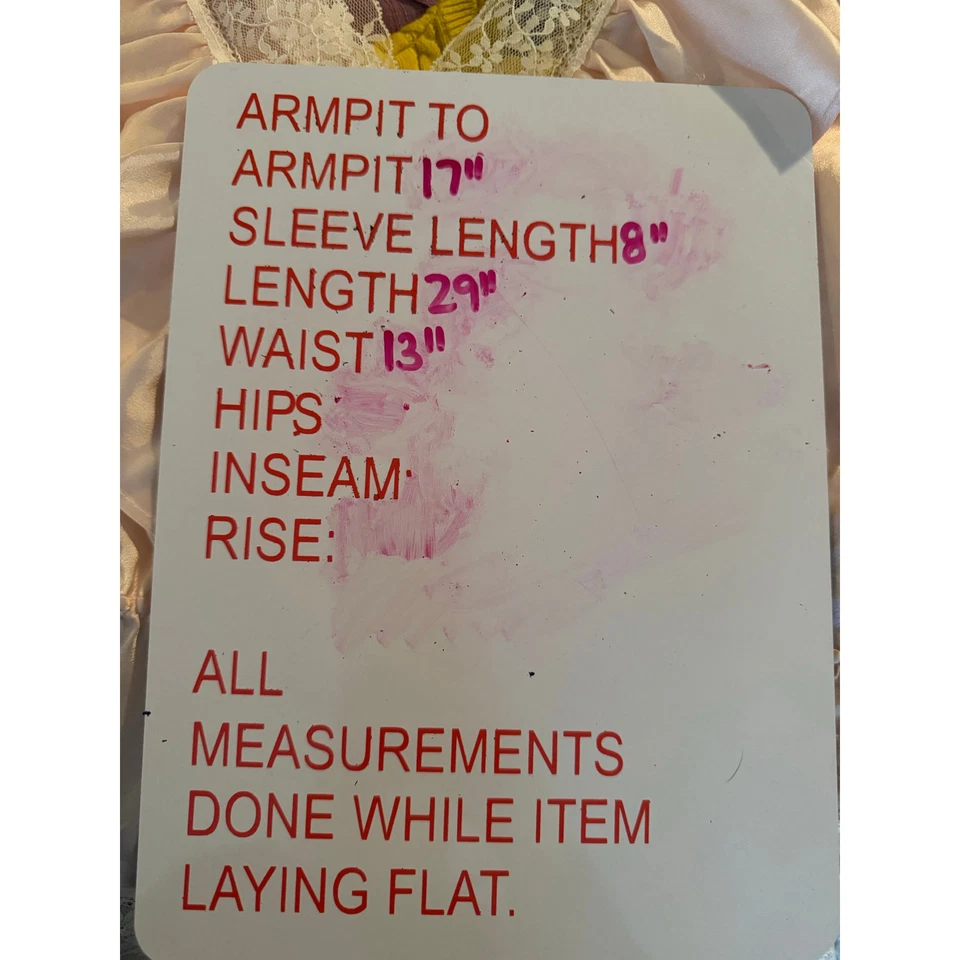 ARMPIT TO
ARMPIT 17"
SLEEVE LENGTH 8"
LENGTH 29"
WAIST 13"
HIPS
INSEAM
RISE:
ALL
MEASUREMENTS
DONE WHILE ITEM
LAYING FLAT.